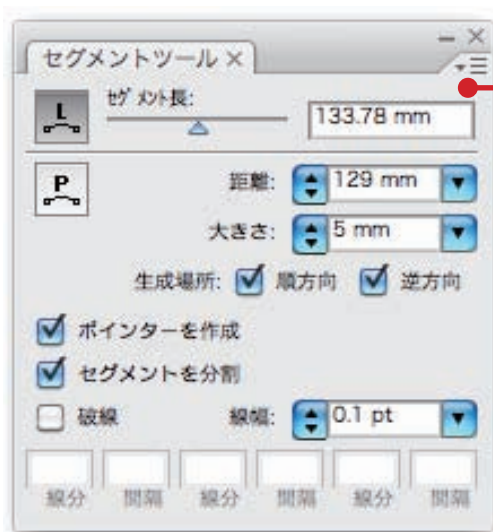 セグメントツール ×
L
セグメント長:
133.78 mm
P
距離: 129 mm
大きさ: 5 mm
生成場所: 順方向 逆方向
ポインターを作成
セグメントを分割
破線 線幅: 0.1 pt
線分 間隔 線分 間隔 線分 間隔